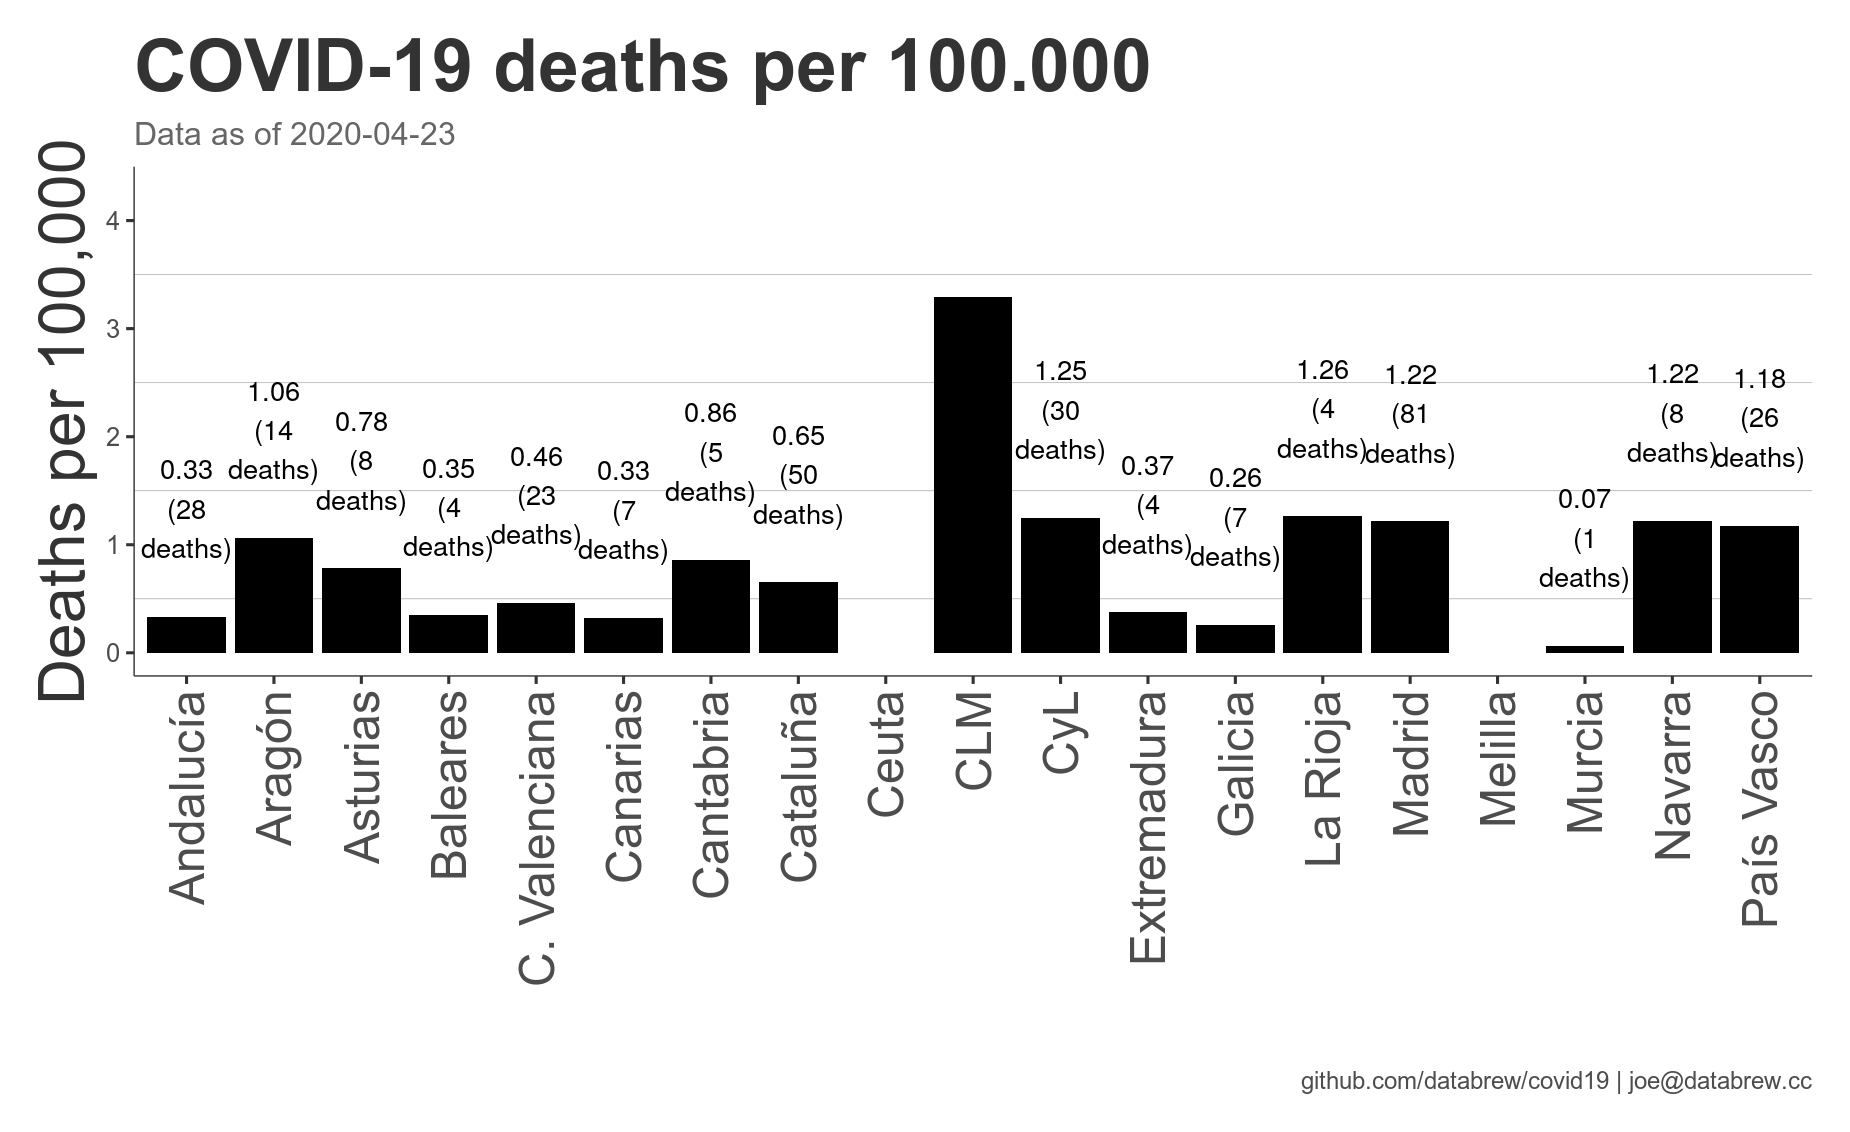 COVID-19 deaths per 100.000
Data as of 2020-04-23
Deaths per 100,000
4
3
2
1
0
0.33
(28
deaths)
1.06
(14
deaths)
0.78
(8
deaths)
0.35
(4
deaths)
0.46
(23
deaths)
0.33
(7
deaths)
0.86
(5
deaths)
0.65
(50
deaths)
1.25
(30
deaths)
0.37
(4
deaths)
0.26
(7
deaths)
1.26
(4
deaths)
1.22
(81
deaths)
0.07
(1
deaths)
1.22
(8
deaths)
1.18
(26
deaths)
Andalucía
Aragón
Asturias
Baleares
C. Valenciana
Canarias
Cantabria
Cataluña
Ceuta
CLM
CyL
Extremadura
Galicia
La Rioja
Madrid
Melilla
Murcia
Navarra
País Vasco
github.com/databrew/covid19 | joe@databrew.cc